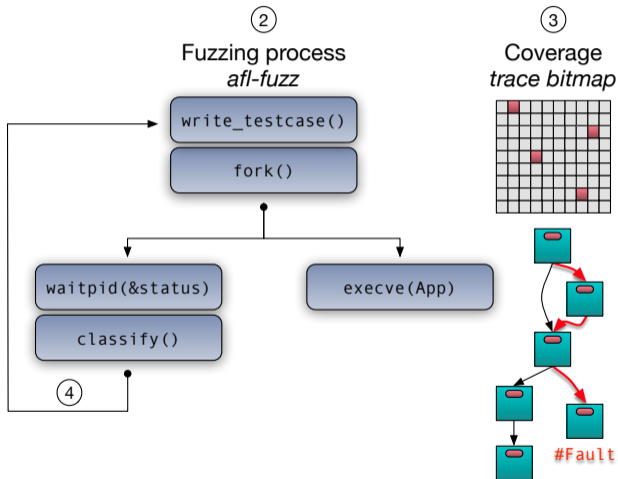 ②
Fuzzing process
afl-fuzz
write_testcase()
fork()
waitpid(&status)
classify()
execve(App)
④
③
Coverage
trace bitmap
#Fault